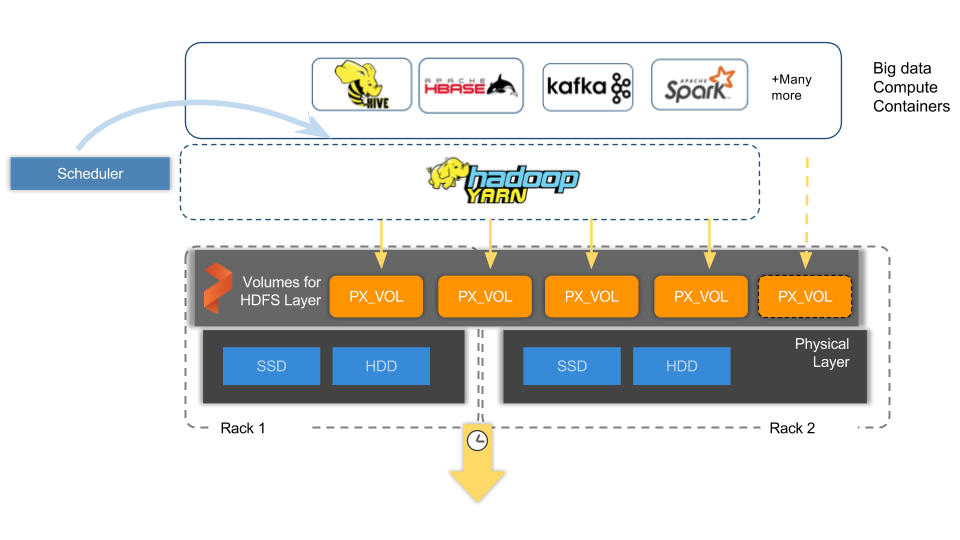 HIVE
APACHE
HBASE
kafka
APACHE
Spark
+Many
more
Big data
Compute
Containers
Scheduler
hadoop
YARN
Volumes for
HDFS Layer
PX_VOL
PX_VOL
PX_VOL
PX_VOL
PX_VOL
SSD
HDD
SSD
HDD
Physical
Layer
Rack 1
Rack 2